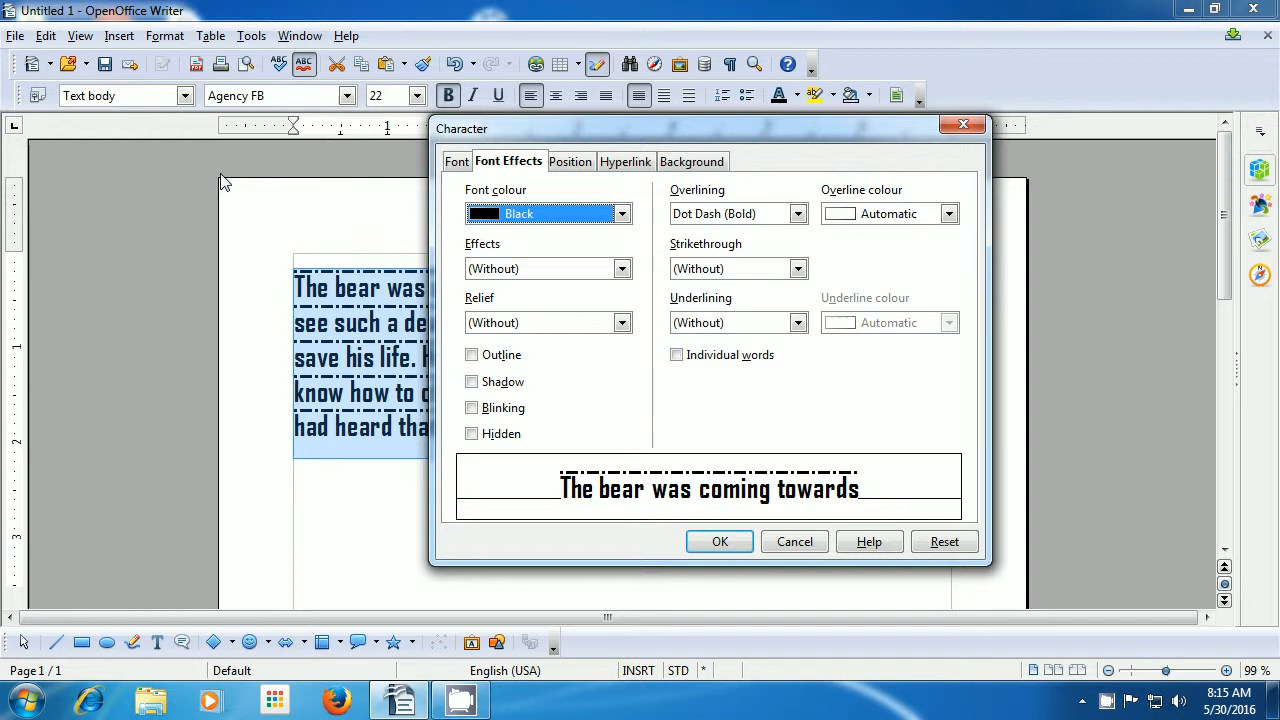 Untitled 1 - OpenOffice Writer
File Edit View Insert Format Table Tools Window Help
Text body Agency FB 22
1
Character
Font Font Effects Position Hyperlink Background
Font colour Overlining Overline colour
Black Dot Dash (Bold) Automatic
Effects Strikethrough
(Without) (Without)
Relief Underlining Underline colour
(Without) (Without) Automatic
Outline Individual words
Shadow
Blinking
Hidden
The bear was coming towards
OK Cancel Help Reset
The bear was
see such a de
save his life. H
know how to
had heard tha
1
2
3
Page 1 / 1 Default English (USA) INSRT STD * 99 %
8:15 AM
5/30/2016